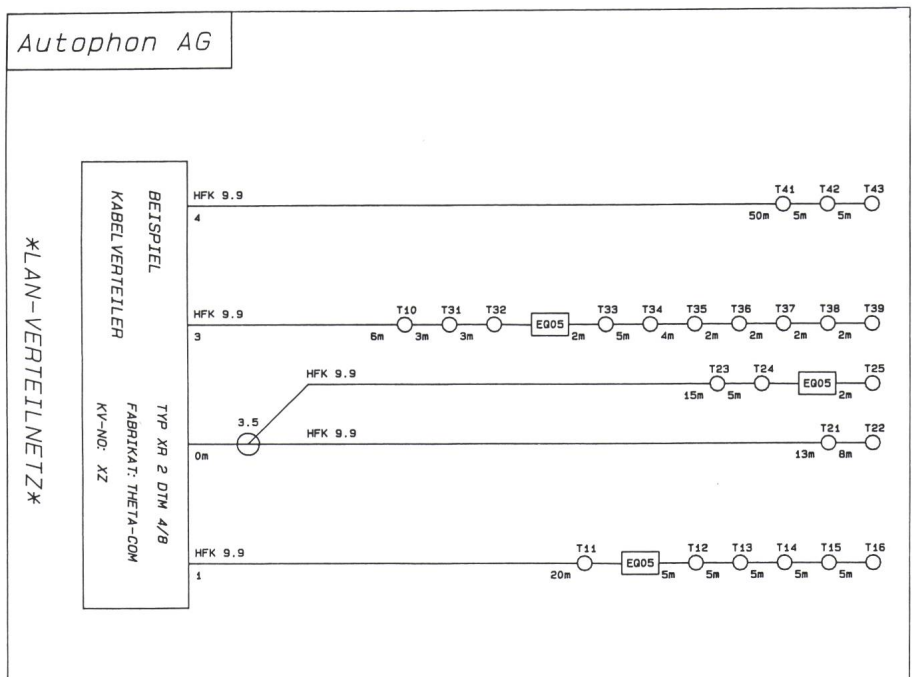 Autophon AG
*LAN-VERTEILNETZ*
BEISPIEL
KABELVERTEILER
TYP XR 2 DTM 4/8
FABRIKAT: THETA-COM
KV-NO: XZ
HFK 9.9
4
T41 T42 T43
50m 5m 5m
HFK 9.9
3
T10 T31 T32 EQ05 T33 T34 T35 T36 T37 T38 T39
6m 3m 3m 2m 5m 4m 2m 2m 2m 2m
HFK 9.9
T23 T24 EQ05 T25
15m 5m 2m
3.5
0m
HFK 9.9
T21 T22
13m 8m
HFK 9.9
1
T11 EQ05 T12 T13 T14 T15 T16
20m 5m 5m 5m 5m 5m